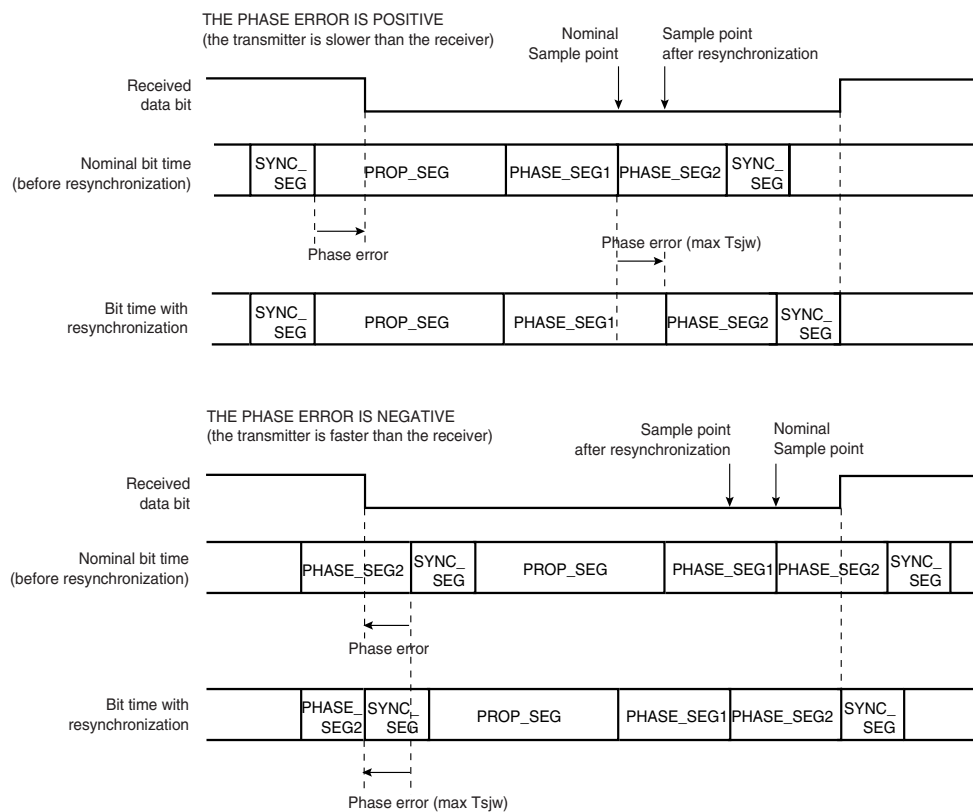 THE PHASE ERROR IS POSITIVE
(the transmitter is slower than the receiver)
Nominal
Sample point
Sample point
after resynchronization
Received
data bit
Nominal bit time
(before resynchronization)
SYNC_
SEG
PROP_SEG
PHASE_SEG1
PHASE_SEG2
SYNC_
SEG
Phase error
Phase error (max Tsjw)
Bit time with
resynchronization
SYNC_
SEG
PROP_SEG
PHASE_SEG1
PHASE_SEG2
SYNC_
SEG
THE PHASE ERROR IS NEGATIVE
(the transmitter is faster than the receiver)
Sample point
after resynchronization
Nominal
Sample point
Received
data bit
Nominal bit time
(before resynchronization)
PHASE_SEG2
SYNC_
SEG
PROP_SEG
PHASE_SEG1
PHASE_SEG2
SYNC_
SEG
Phase error
Bit time with
resynchronization
PHASE_
SEG2
SYNC_
SEG
PROP_SEG
PHASE_SEG1
PHASE_SEG2
SYNC_
SEG
Phase error (max Tsjw)